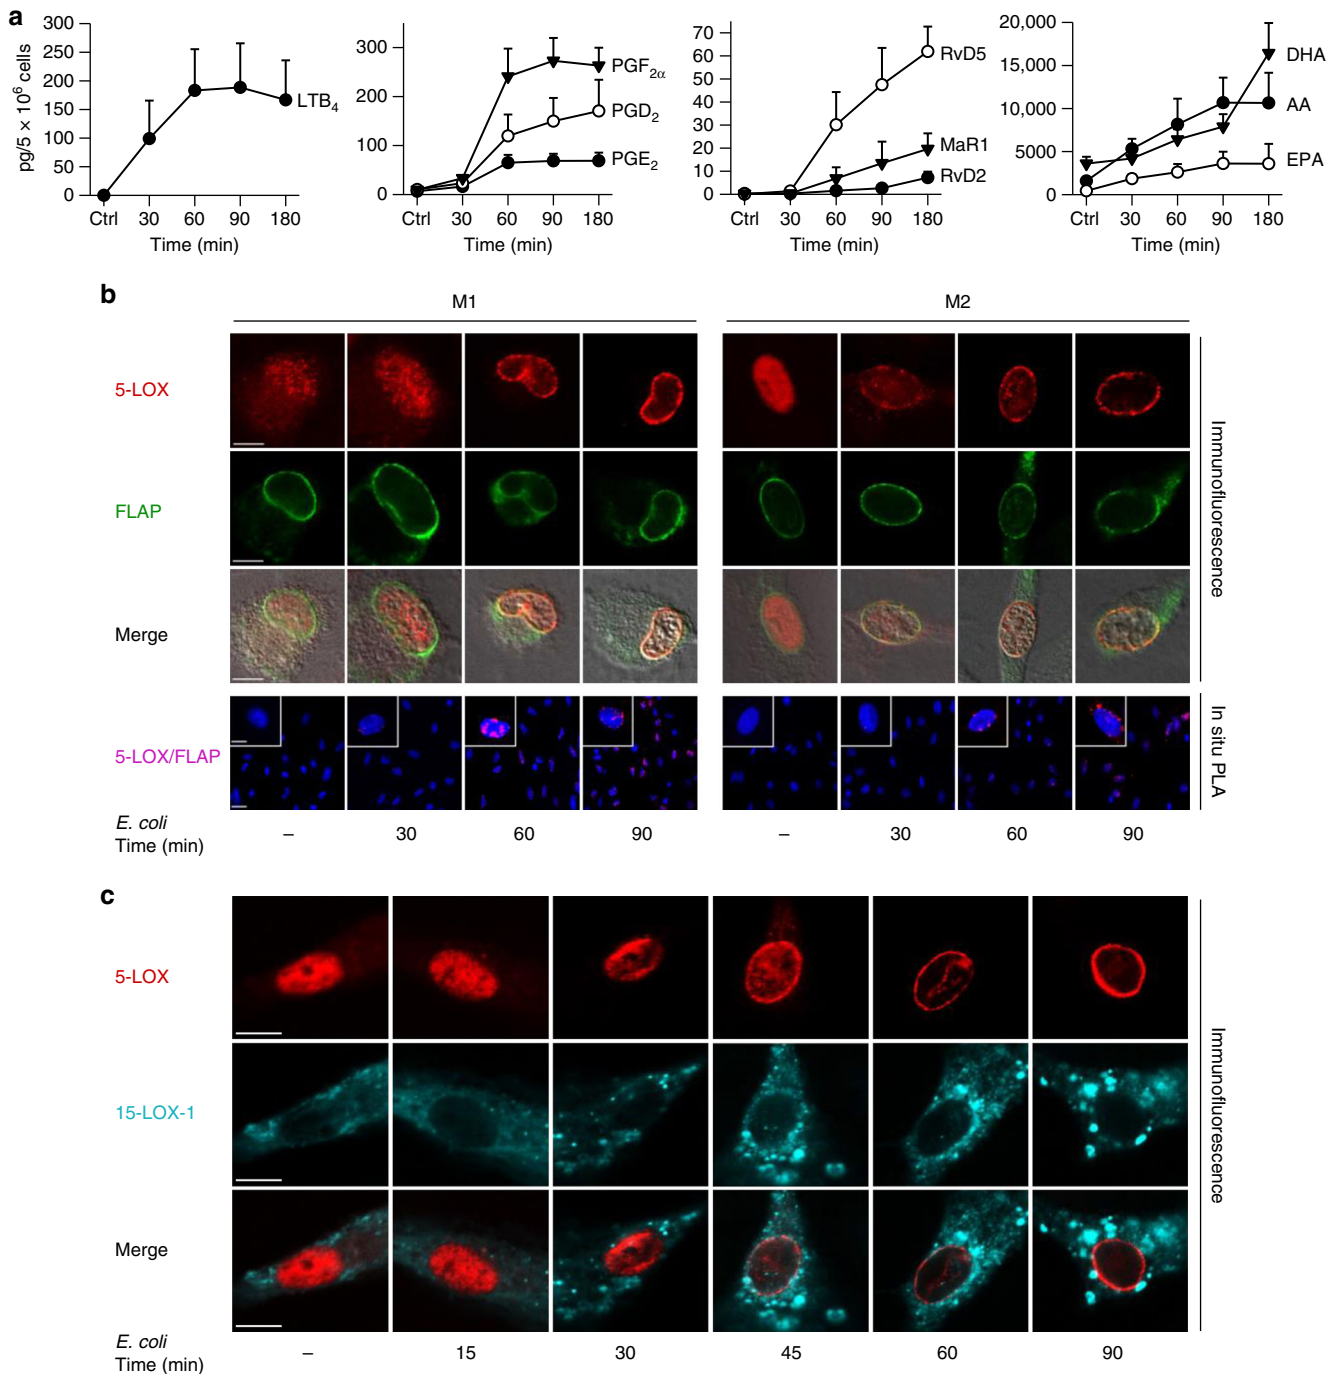 a
pg/5 × 10⁶ cells
300
250
200
150
100
50
0
LTB₄
Ctrl 30 60 90 180
Time (min)
300
200
100
0
PGF₂α
PGD₂
PGE₂
Ctrl 30 60 90 180
Time (min)
70
60
50
40
30
20
10
0
RvD5
MaR1
RvD2
Ctrl 30 60 90 180
Time (min)
20,000
15,000
10,000
5000
0
DHA
AA
EPA
Ctrl 30 60 90 180
Time (min)
b
M1 M2
5-LOX
FLAP
Merge
Immunofluorescence
5-LOX/FLAP
In situ PLA
E. coli
Time (min)
– 30 60 90 – 30 60 90
c
5-LOX
15-LOX-1
Merge
Immunofluorescence
E. coli
Time (min)
– 15 30 45 60 90